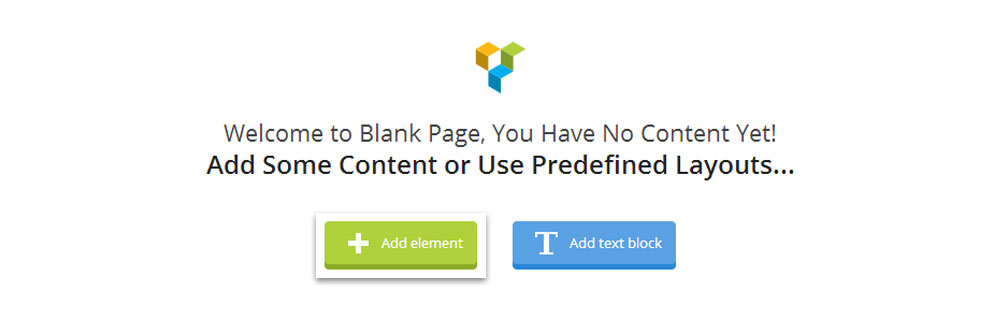 Welcome to Blank Page, You Have No Content Yet!
Add Some Content or Use Predefined Layouts...
Add element
Add text block